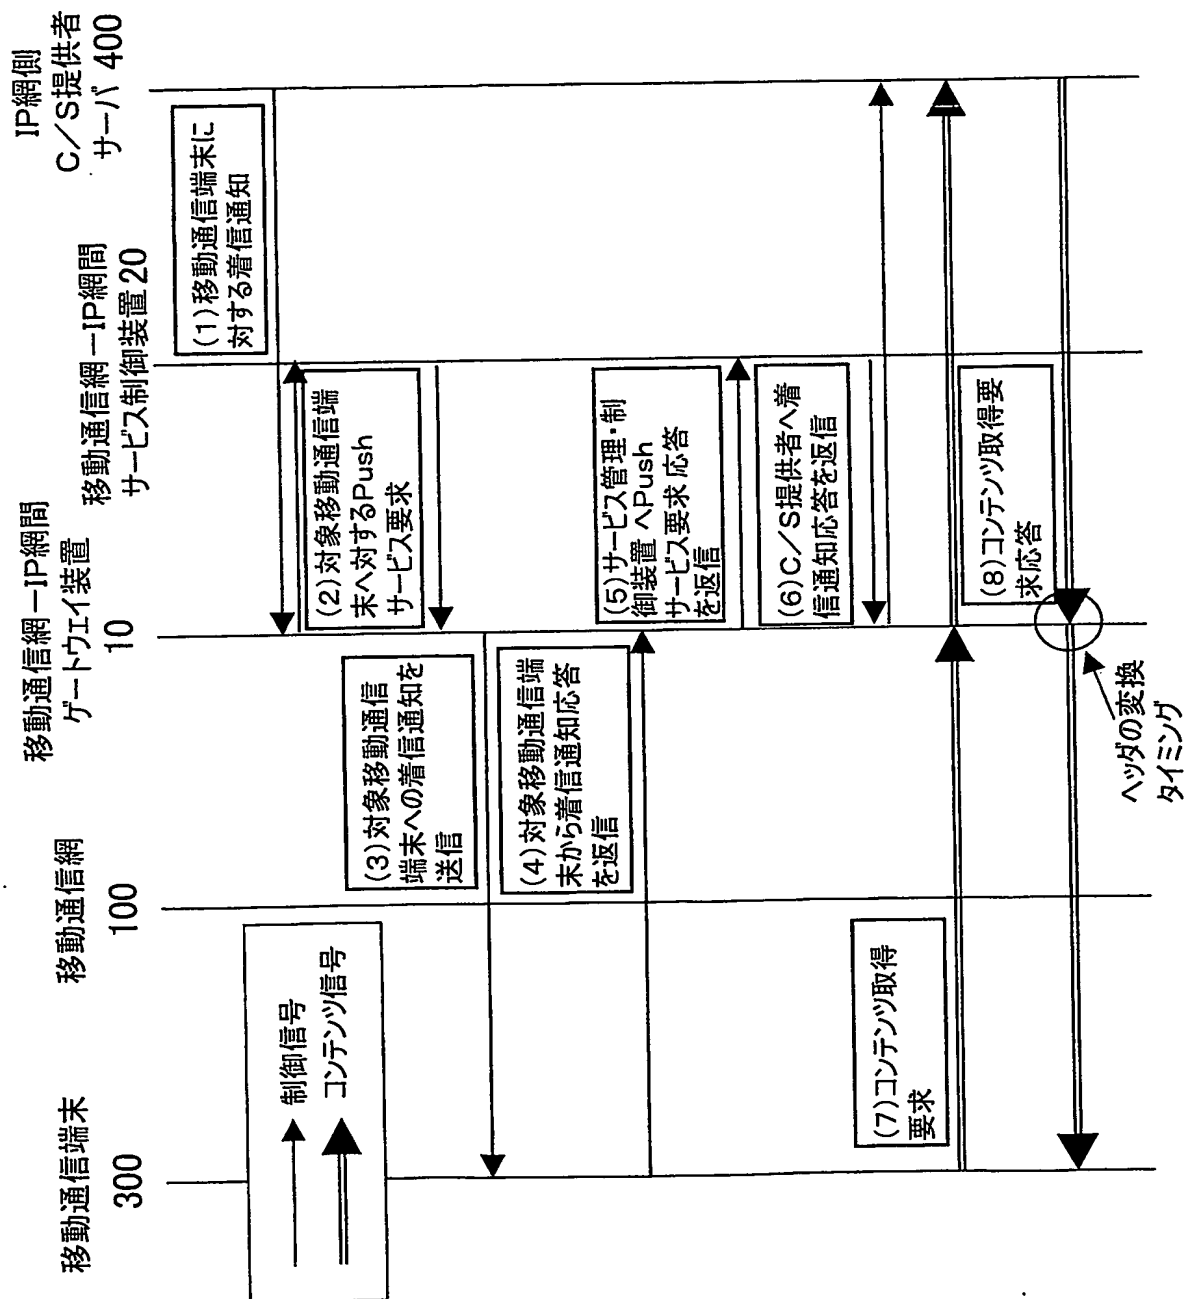 移動通信端末
300
移動通信網
100
移動通信網－IP網間
ゲートウェイ装置
10
移動通信網－IP網間
サービス制御装置20
IP網側
C／S提供者
サーバ 400
制御信号
コンテンツ信号
(1)移動通信端末に
対する着信通知
(2)対象移動通信端
末へ対するPush
サービス要求
(3)対象移動通信
端末への着信通知を
送信
(4)対象移動通信端
末から着信通知応答
を返信
(5)サービス管理・制
御装置 へPush
サービス要求 応答
を返信
(6)C／S提供者へ着
信通知応答を返信
(7)コンテンツ取得
要求
(8)コンテンツ取得要
求応答
ヘッダの変換
タイミング